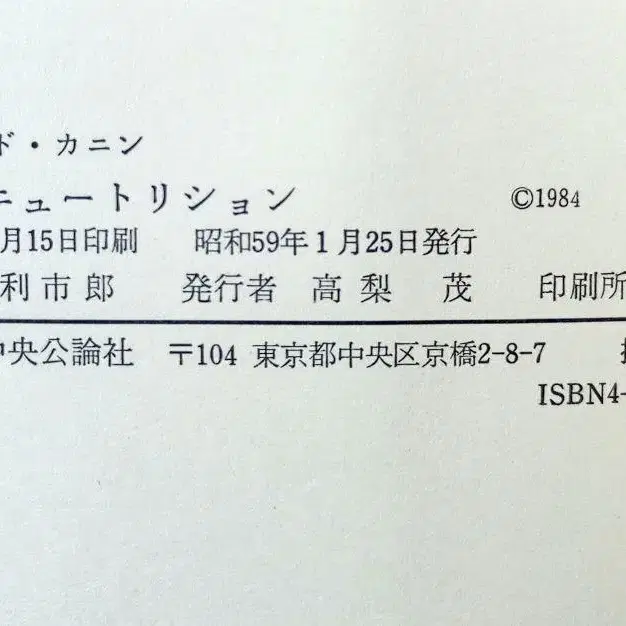 ド・カニン
ニュートリション ©1984
月15日印刷 昭和59年1月25日発行
利市郎 発行者 高梨 茂 印刷所
中央公論社 〒104 東京都中央区京橋2-8-7
ISBN4-